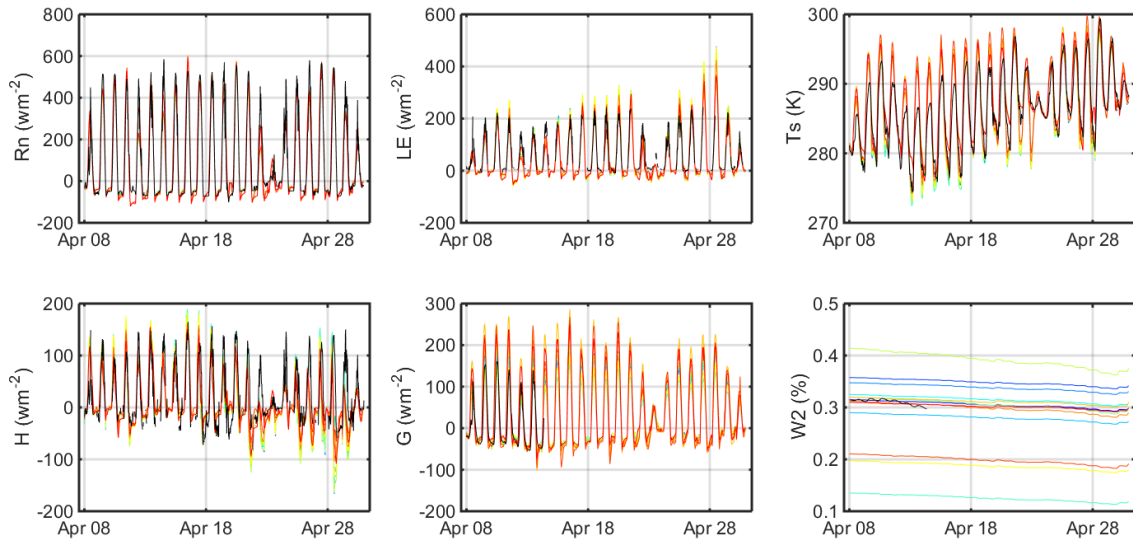 Rn (wm-2)
800
600
400
200
0
-200
Apr 08
Apr 18
Apr 28
LE (wm-2)
600
400
200
0
-200
Apr 08
Apr 18
Apr 28
Ts (K)
300
290
280
270
Apr 08
Apr 18
Apr 28
H (wm-2)
200
100
0
-100
-200
Apr 08
Apr 18
Apr 28
G (wm-2)
300
200
100
0
-100
-200
Apr 08
Apr 18
Apr 28
W2 (%)
0.5
0.4
0.3
0.2
0.1
Apr 08
Apr 18
Apr 28